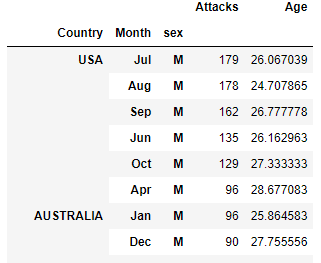 Attacks Age
Country Month sex
USA Jul M 179 26.067039
Aug M 178 24.707865
Sep M 162 26.777778
Jun M 135 26.162963
Oct M 129 27.333333
Apr M 96 28.677083
AUSTRALIA Jan M 96 25.864583
Dec M 90 27.755556